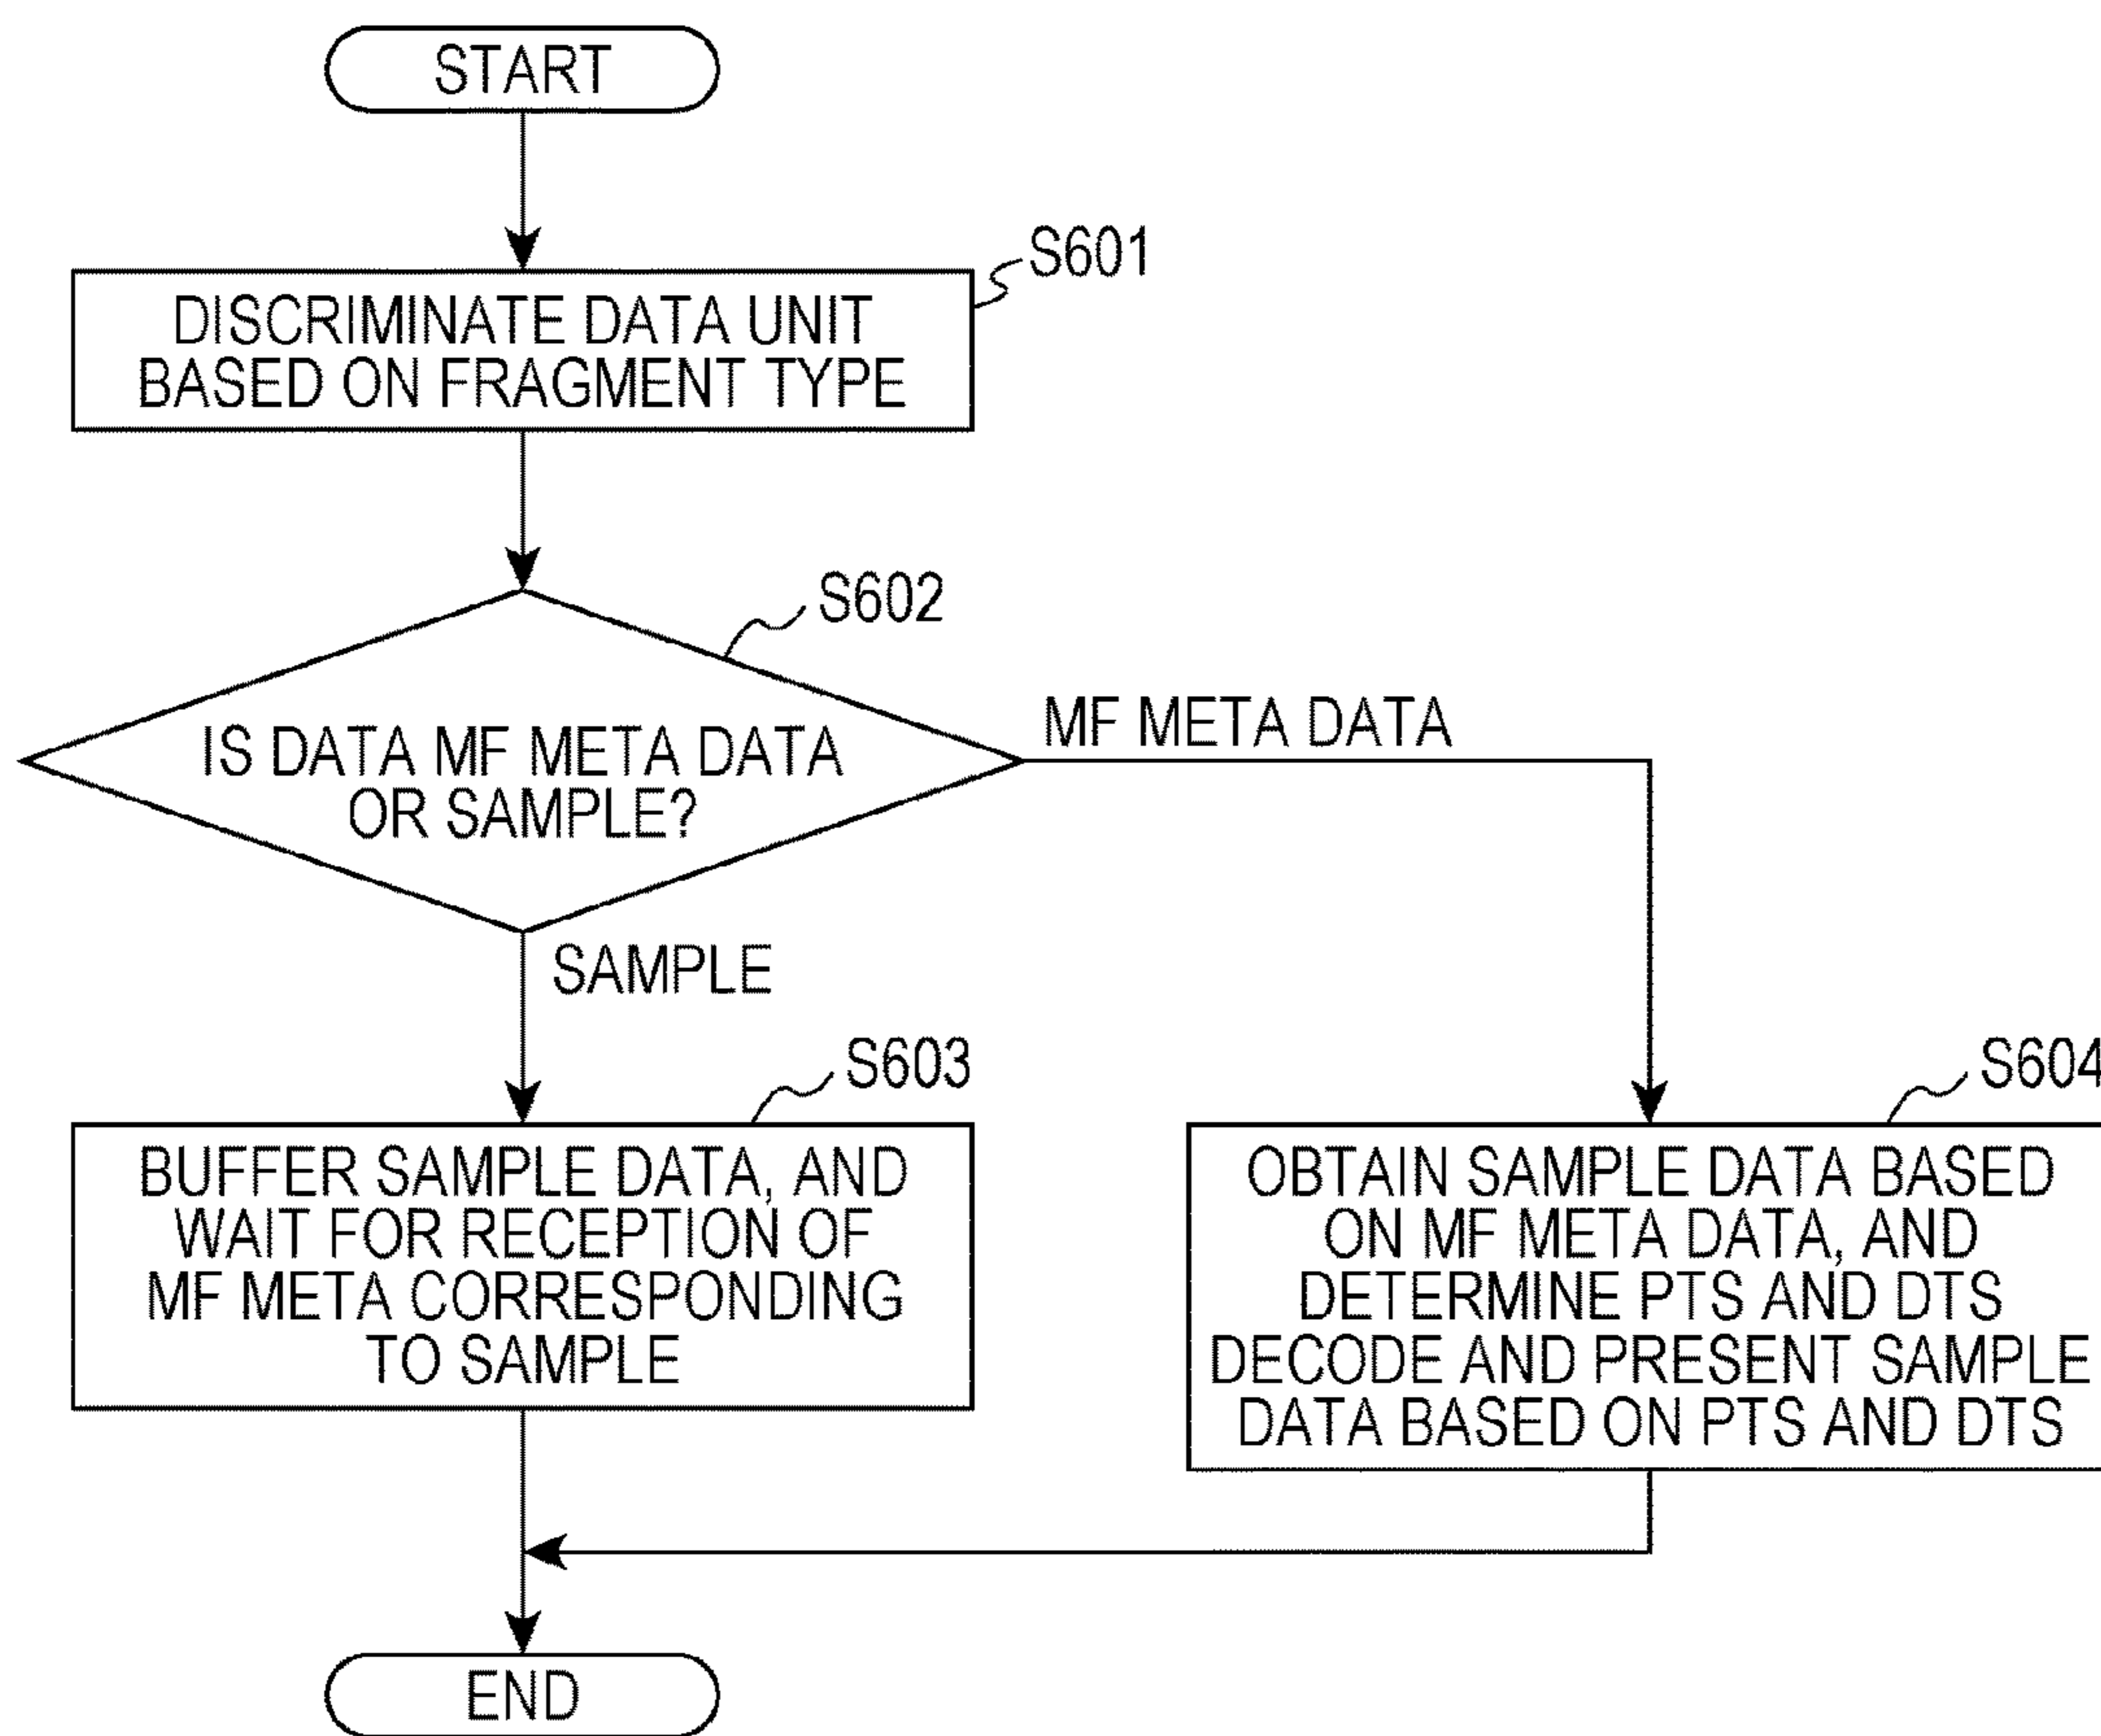 START
S601
DISCRIMINATE DATA UNIT
BASED ON FRAGMENT TYPE
S602
IS DATA MF META DATA
OR SAMPLE?
MF META DATA
SAMPLE
S603
BUFFER SAMPLE DATA, AND
WAIT FOR RECEPTION OF
MF META CORRESPONDING
TO SAMPLE
S604
OBTAIN SAMPLE DATA BASED
ON MF META DATA, AND
DETERMINE PTS AND DTS
DECODE AND PRESENT SAMPLE
DATA BASED ON PTS AND DTS
END